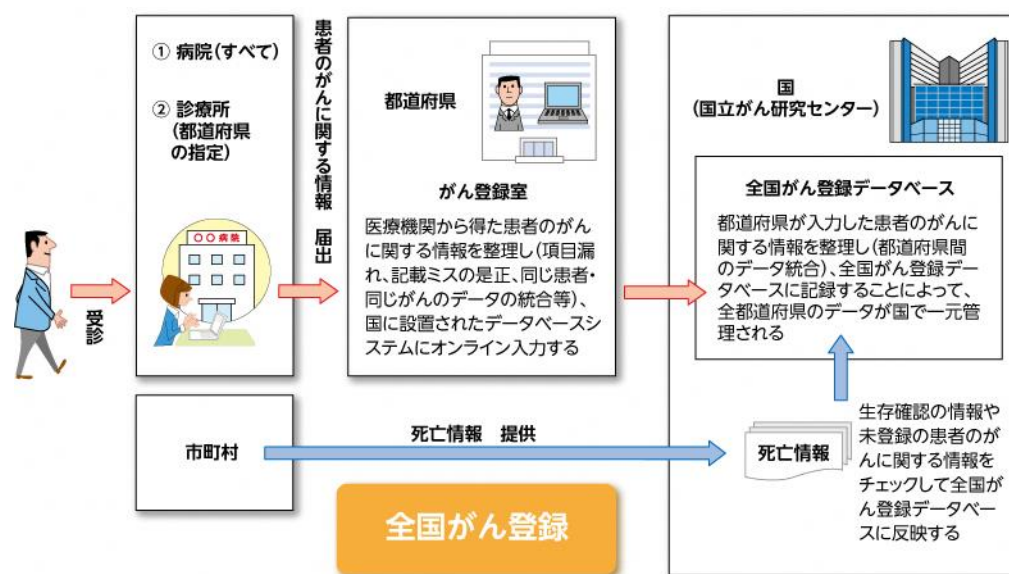 ① 病院(すべて)
② 診療所
(都道府県
の指定)
〇〇病院
受診
患者のがんに関する情報 届出
都道府県
がん登録室
医療機関から得た患者のがん
に関する情報を整理し(項目漏
れ、記載ミスの是正、同じ患者・
同じがんのデータの統合等)、
国に設置されたデータベースシ
ステムにオンライン入力する
国
(国立がん研究センター)
全国がん登録データベース
都道府県が入力した患者のがんに
関する情報を整理し(都道府県間
のデータ統合)、全国がん登録デー
タベースに記録することによって、
全都道府県のデータが国で一元
管理される
市町村
死亡情報 提供
死亡情報
生存確認の情報や
未登録の患者のが
んに関する情報を
チェックして全国が
ん登録データベー
スに反映する
全国がん登録